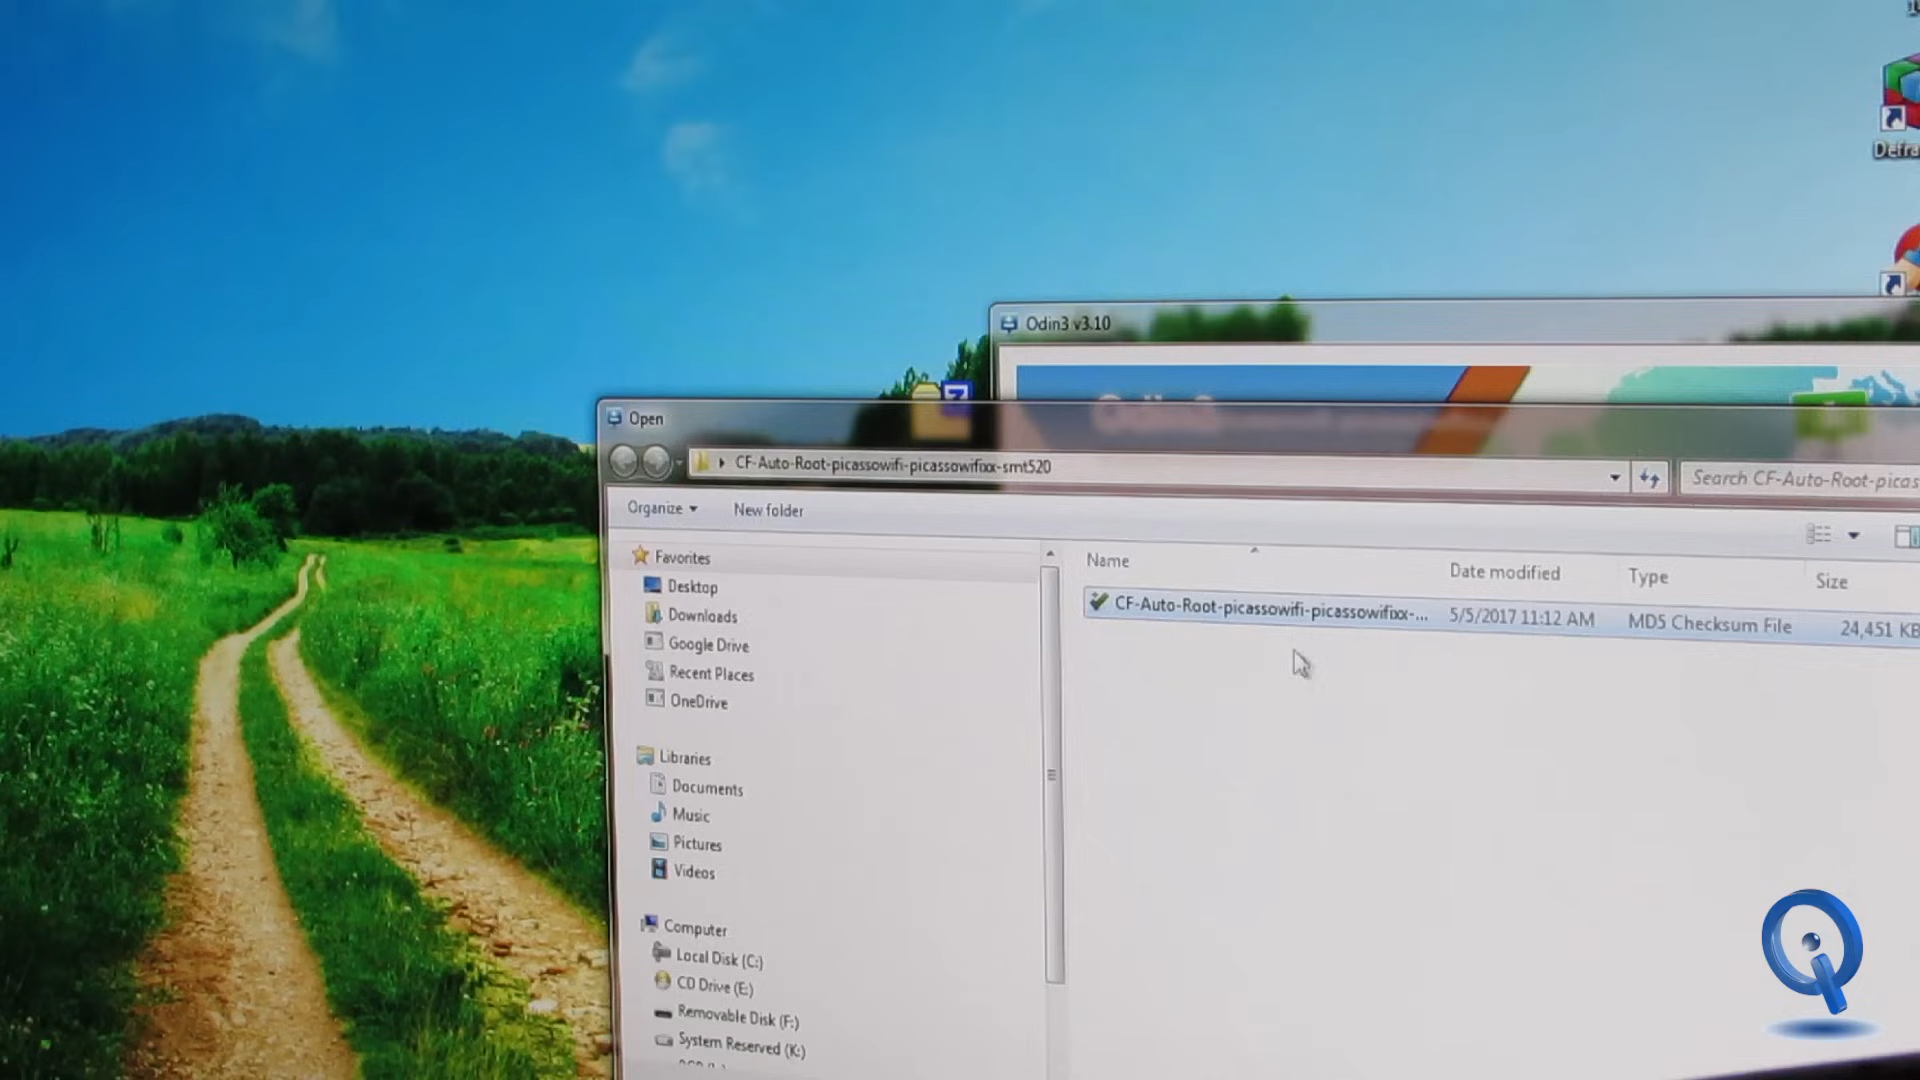 Defra
Odin3 v3.10
Open
CF-Auto-Root-picassowifi-picassowifixx-smt520
Search CF-Auto-Root-picas
Organize
New folder
Name
Date modified
Type
Size
CF-Auto-Root-picassowifi-picassowifixx-...
5/5/2017 11:12 AM
MD5 Checksum File
24,451 KB
Favorites
Desktop
Downloads
Google Drive
Recent Places
OneDrive
Libraries
Documents
Music
Pictures
Videos
Computer
Local Disk (C:)
CD Drive (E:)
Removable Disk (F:)
System Reserved (K:)